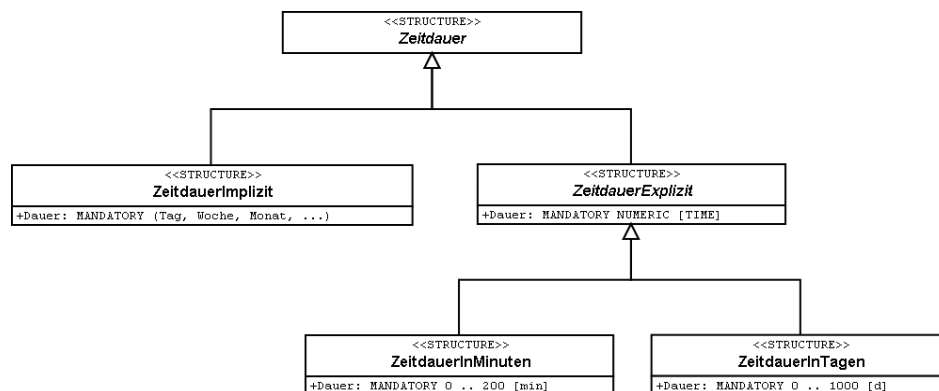 <<STRUCTURE>>
Zeitdauer
<<STRUCTURE>>
ZeitdauerImplizit
+Dauer: MANDATORY (Tag, Woche, Monat, ...)
<<STRUCTURE>>
ZeitdauerExplizit
+Dauer: MANDATORY NUMERIC [TIME]
<<STRUCTURE>>
ZeitdauerInMinuten
+Dauer: MANDATORY 0 .. 200 [min]
<<STRUCTURE>>
ZeitdauerInTagen
+Dauer: MANDATORY 0 .. 1000 [d]